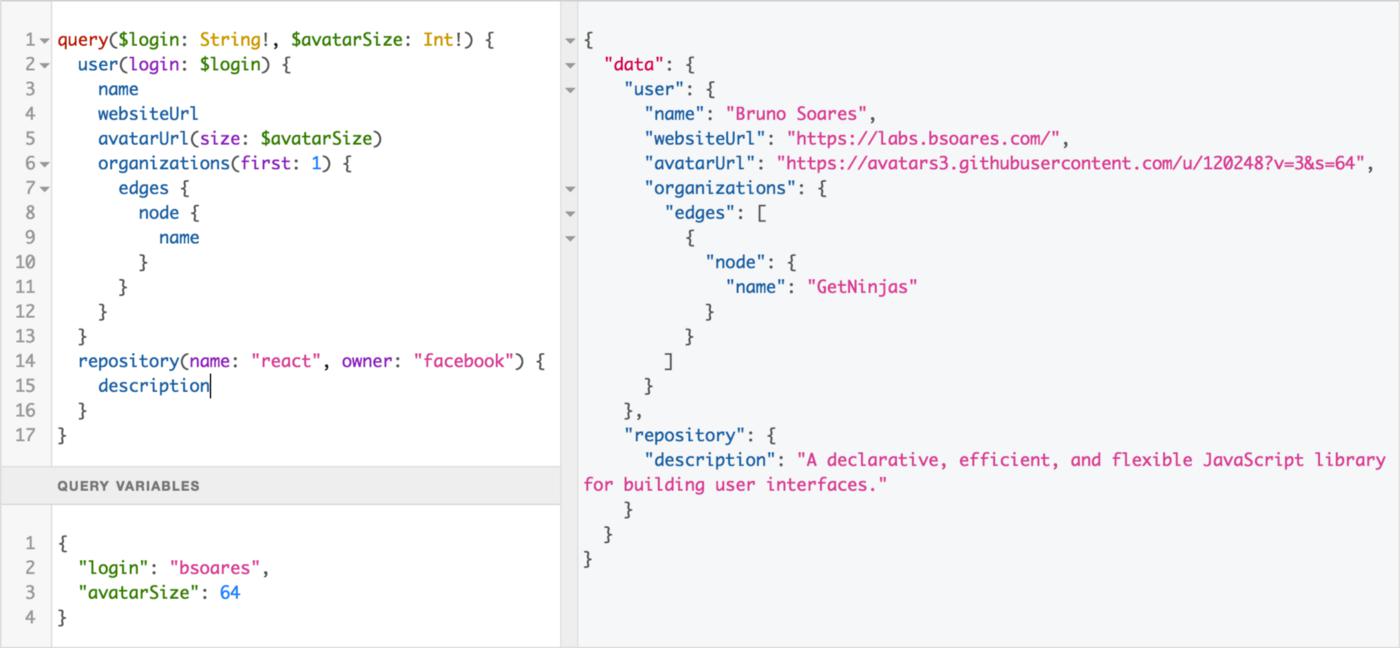 1 query($login: String!, $avatarSize: Int!) {
2   user(login: $login) {
3     name
4     websiteUrl
5     avatarUrl(size: $avatarSize)
6     organizations(first: 1) {
7       edges {
8         node {
9           name
10         }
11       }
12     }
13   }
14   repository(name: "react", owner: "facebook") {
15     description
16   }
17 }
QUERY VARIABLES
1 {
2   "login": "bsoares",
3   "avatarSize": 64
4 }
{
  "data": {
    "user": {
      "name": "Bruno Soares",
      "websiteUrl": "https://labs.bsoares.com/",
      "avatarUrl": "https://avatars3.githubusercontent.com/u/120248?v=3&s=64",
      "organizations": {
        "edges": [
          {
            "node": {
              "name": "GetNinjas"
            }
          }
        ]
      }
    },
    "repository": {
      "description": "A declarative, efficient, and flexible JavaScript library
for building user interfaces."
    }
  }
}